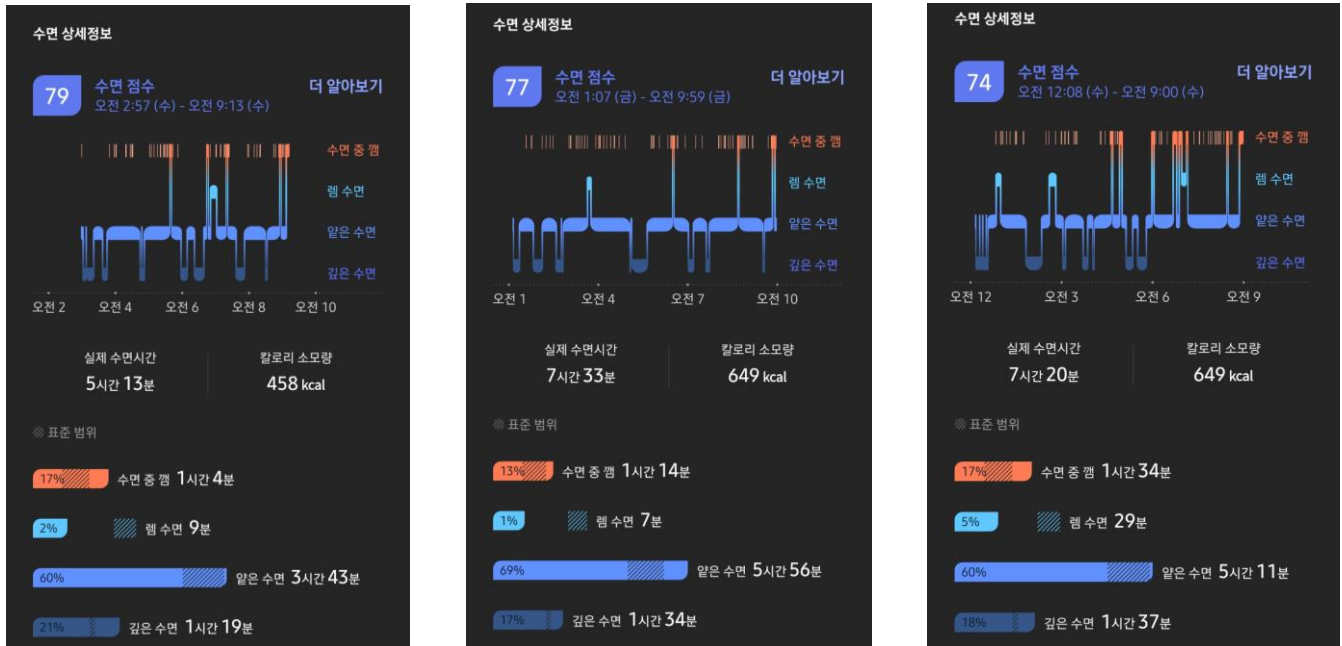 수면 상세정보
79
수면 점수
더 알아보기
오전 2:57 (수) - 오전 9:13 (수)
수면 중 깸
렘 수면
얕은 수면
깊은 수면
오전 2 오전 4 오전 6 오전 8 오전 10
실제 수면시간 칼로리 소모량
5시간 13분 458 kcal
표준 범위
17% 수면 중 깸 1시간 4분
2% 렘 수면 9분
60% 얕은 수면 3시간 43분
21% 깊은 수면 1시간 19분
수면 상세정보
77
수면 점수
더 알아보기
오전 1:07 (금) - 오전 9:59 (금)
수면 중 깸
렘 수면
얕은 수면
깊은 수면
오전 1 오전 4 오전 7 오전 10
실제 수면시간 칼로리 소모량
7시간 33분 649 kcal
표준 범위
13% 수면 중 깸 1시간 14분
1% 렘 수면 7분
69% 얕은 수면 5시간 56분
17% 깊은 수면 1시간 34분
수면 상세정보
74
수면 점수
더 알아보기
오전 12:08 (수) - 오전 9:00 (수)
수면 중 깸
렘 수면
얕은 수면
깊은 수면
오전 12 오전 3 오전 6 오전 9
실제 수면시간 칼로리 소모량
7시간 20분 649 kcal
표준 범위
17% 수면 중 깸 1시간 34분
5% 렘 수면 29분
60% 얕은 수면 5시간 11분
18% 깊은 수면 1시간 37분